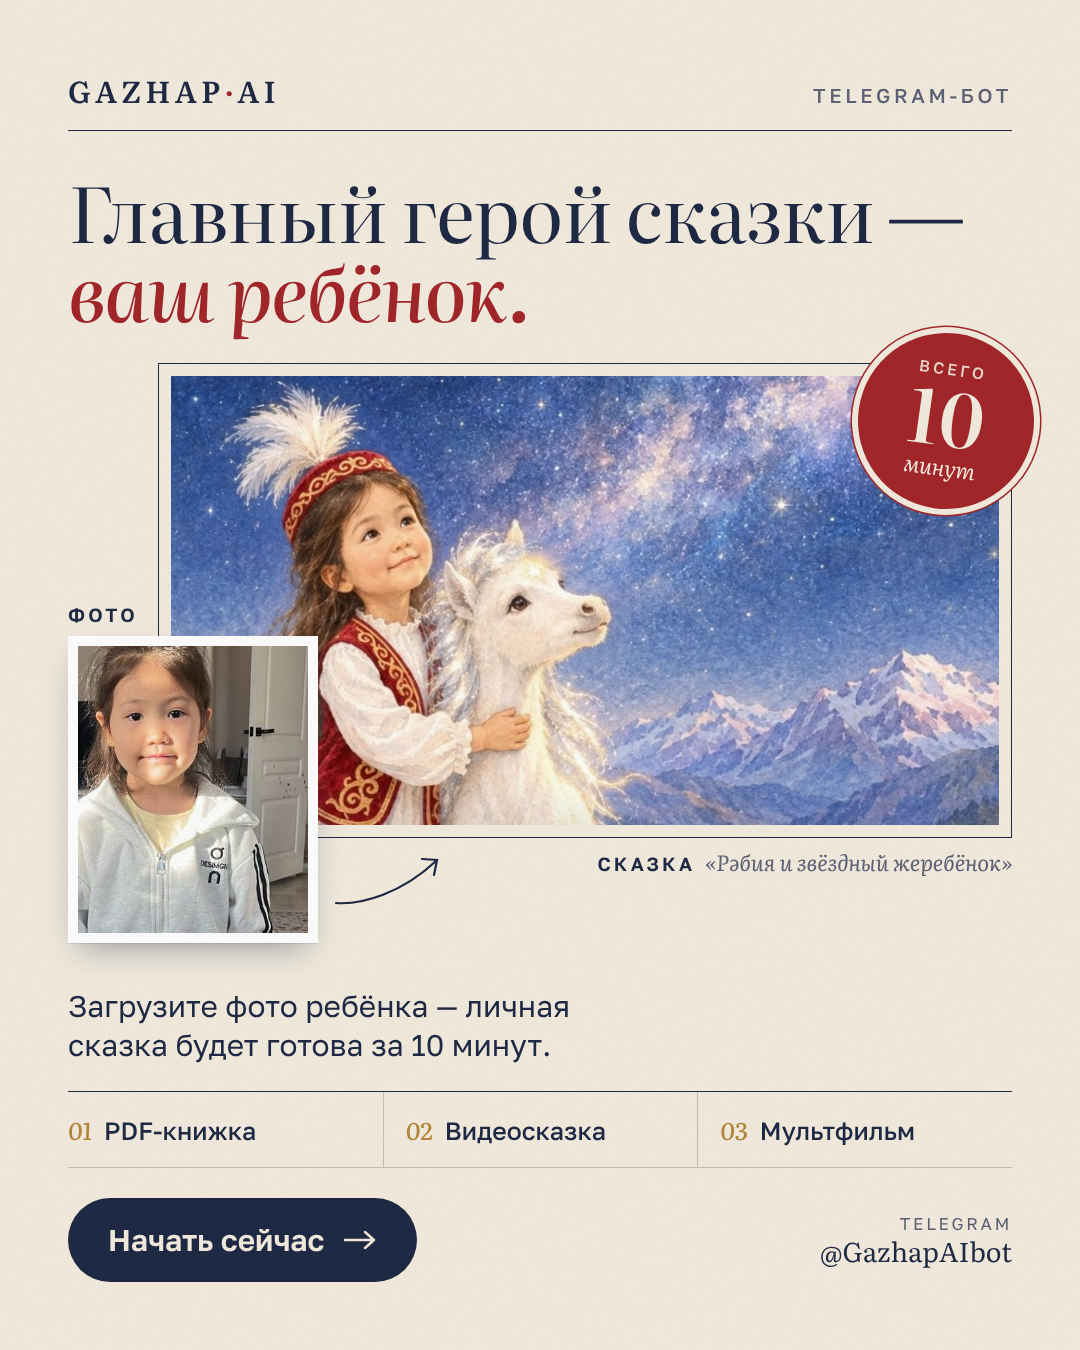 GAZHAP·AI
TELEGRAM-БОТ
Главный герой сказки —
ваш ребёнок.
ВСЕГО
10
минут
ФОТО
СКАЗКА «Рәбия и звёздный жеребёнок»
Загрузите фото ребёнка — личная
сказка будет готова за 10 минут.
01 PDF-книжка
02 Видеосказка
03 Мультфильм
Начать сейчас →
TELEGRAM
@GazhapAIbot